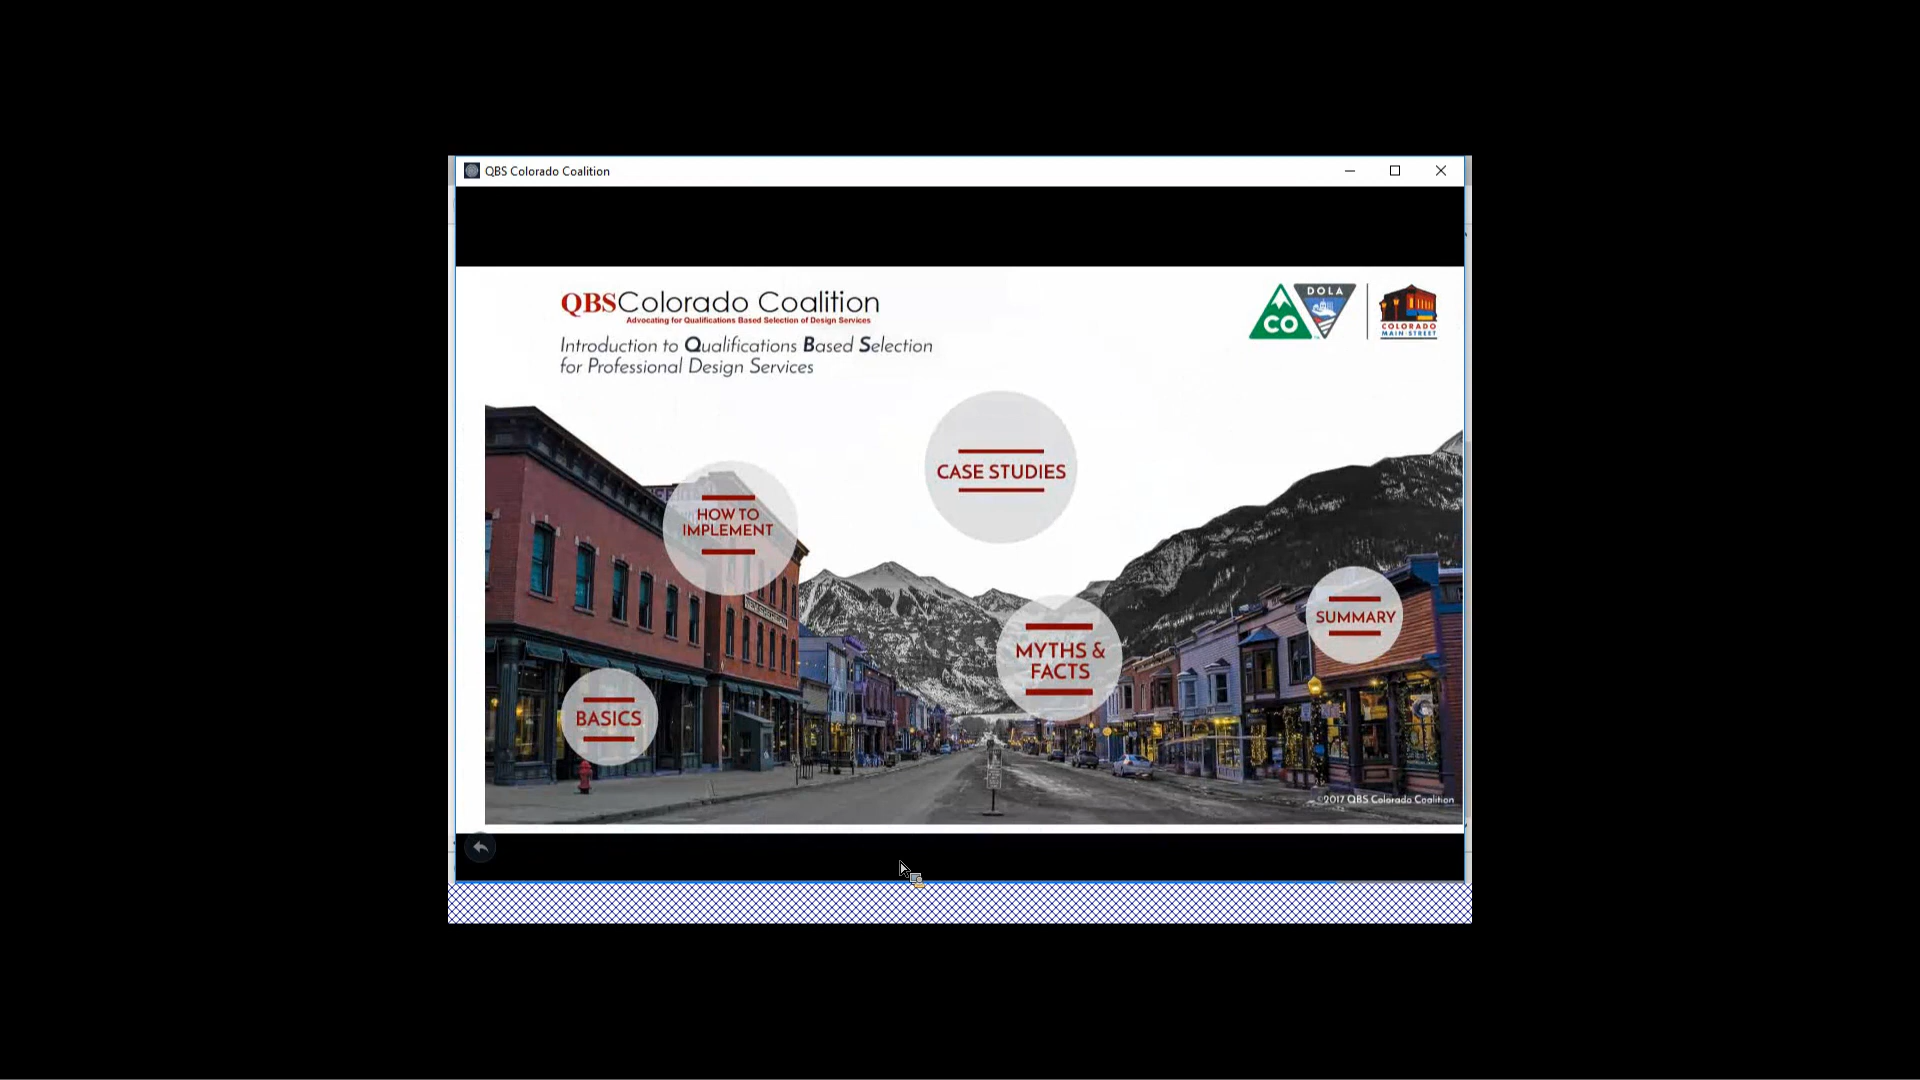 QBS Colorado Coalition
QBSColorado Coalition
Advocating for Qualifications Based Selection of Design Services
Introduction to Qualifications Based Selection
for Professional Design Services
CO
DOLA
COLORADO
MAIN STREET
CASE STUDIES
HOW TO
IMPLEMENT
SUMMARY
MYTHS &
FACTS
BASICS
©2017 QBS Colorado Coalition